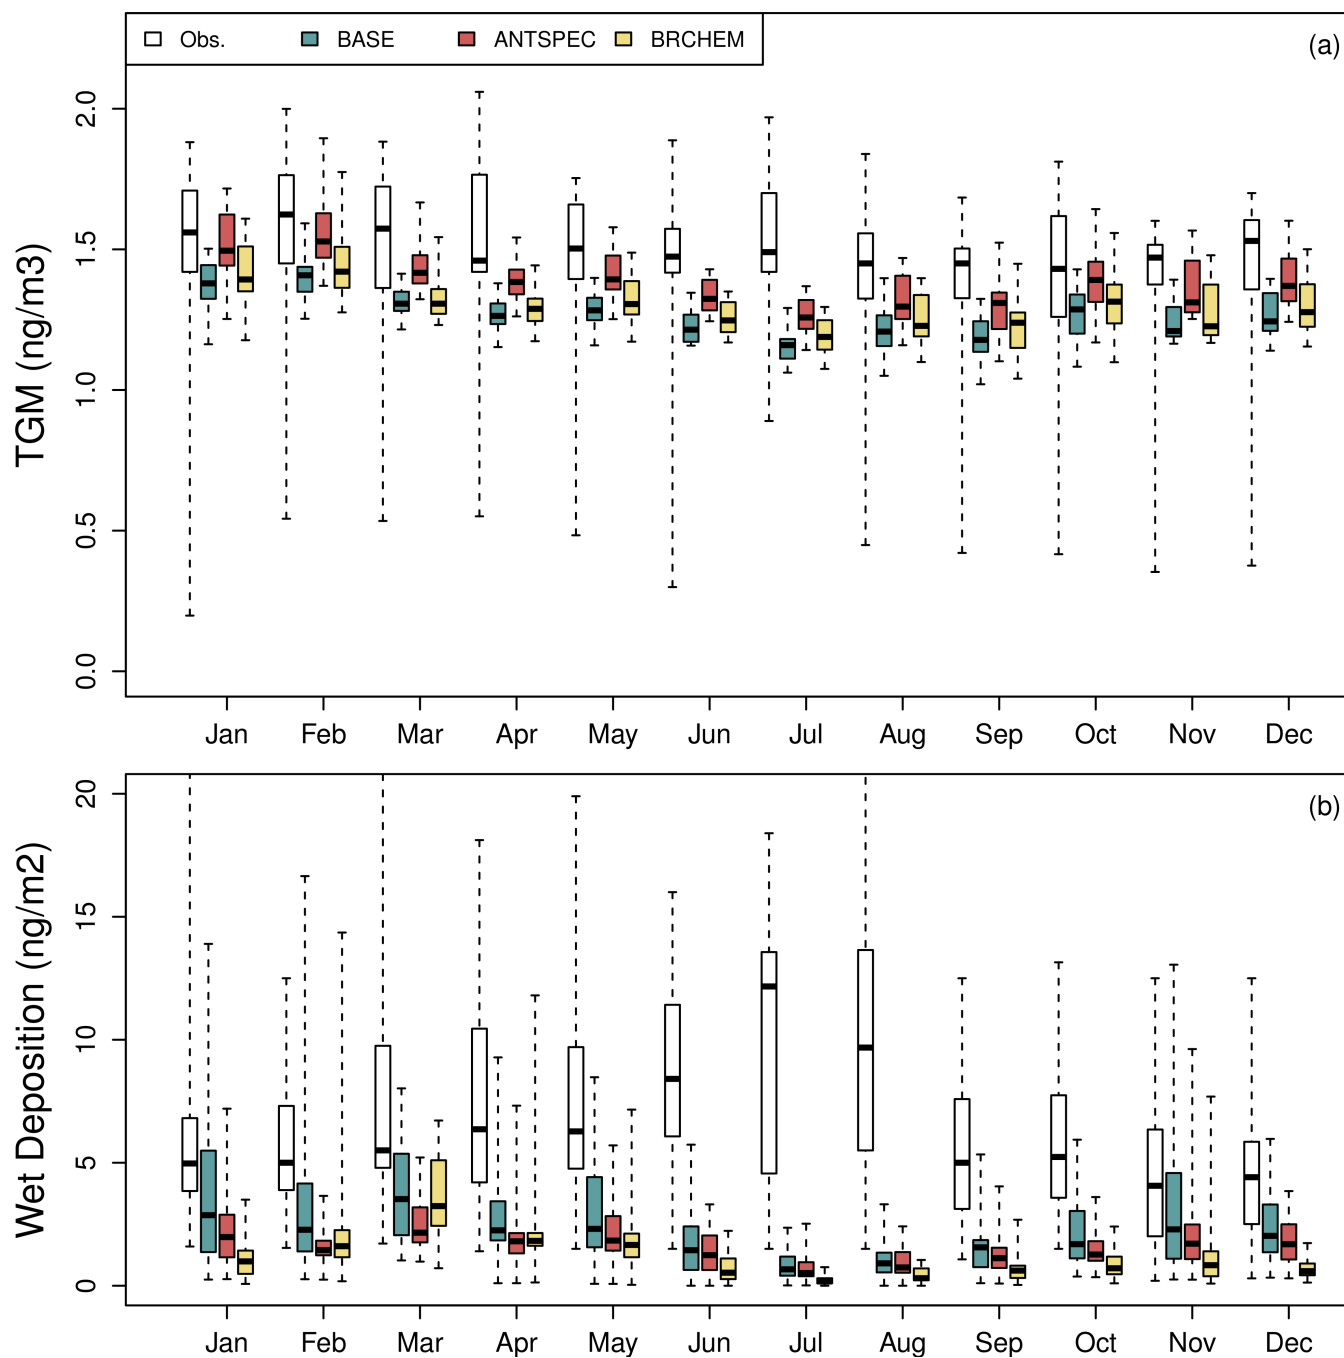 Obs. BASE ANTSPEC BRCHEM
(a)
TGM (ng/m3)
2.0
1.5
1.0
0.5
0.0
Jan Feb Mar Apr May Jun Jul Aug Sep Oct Nov Dec
(b)
Wet Deposition (ng/m2)
20
15
10
5
0
Jan Feb Mar Apr May Jun Jul Aug Sep Oct Nov Dec